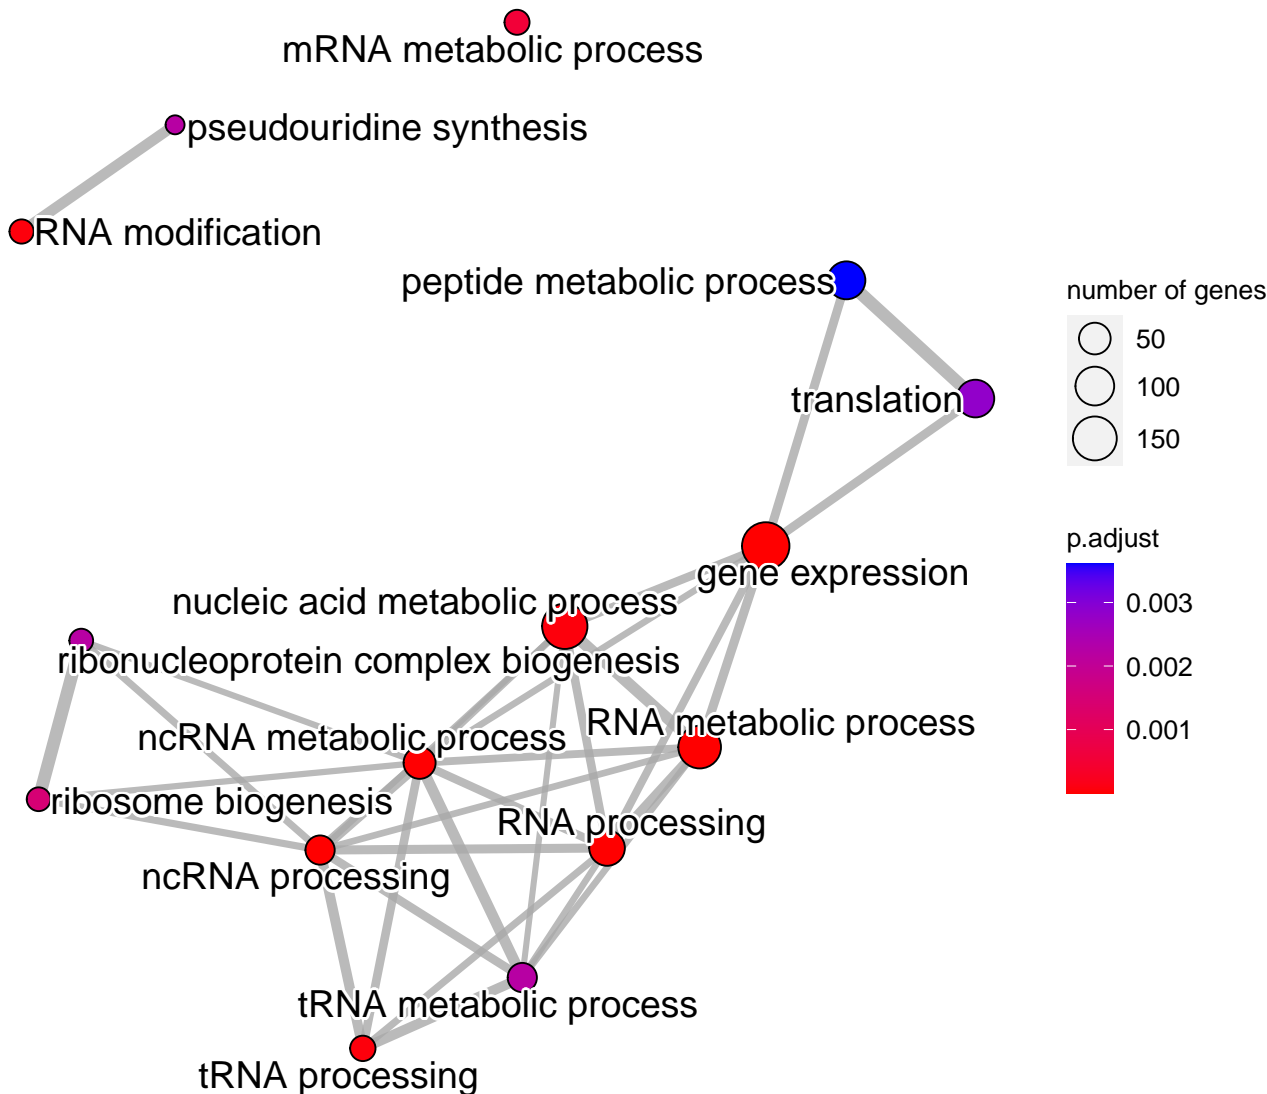 mRNA metabolic process
pseudouridine synthesis
RNA modification
peptide metabolic process
translation
gene expression
nucleic acid metabolic process
ribonucleoprotein complex biogenesis
RNA metabolic process
ncRNA metabolic process
ribosome biogenesis
RNA processing
ncRNA processing
tRNA metabolic process
tRNA processing
number of genes
50
100
150
p.adjust
0.003
0.002
0.001